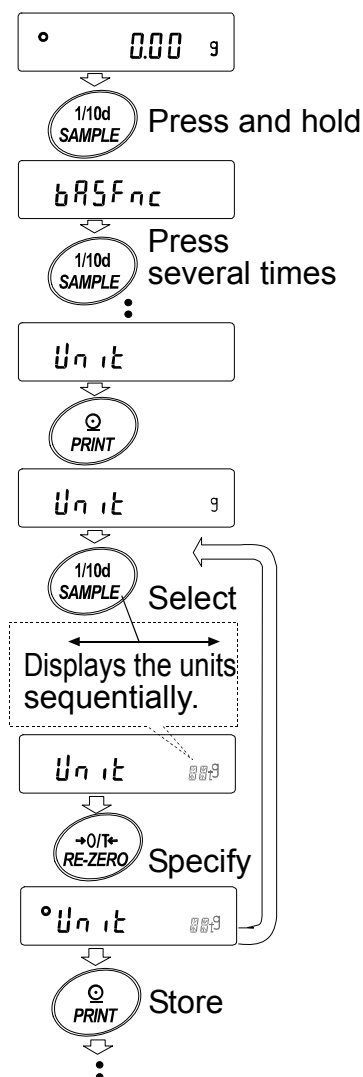 0.00 g
1/10d
SAMPLE
Press and hold
bASFnc
1/10d
SAMPLE
Press
several times
Unit
PRINT
Unit g
1/10d
SAMPLE
Select
Displays the units
sequentially.
Unit
→0/T←
RE-ZERO
Specify
Unit
PRINT
Store